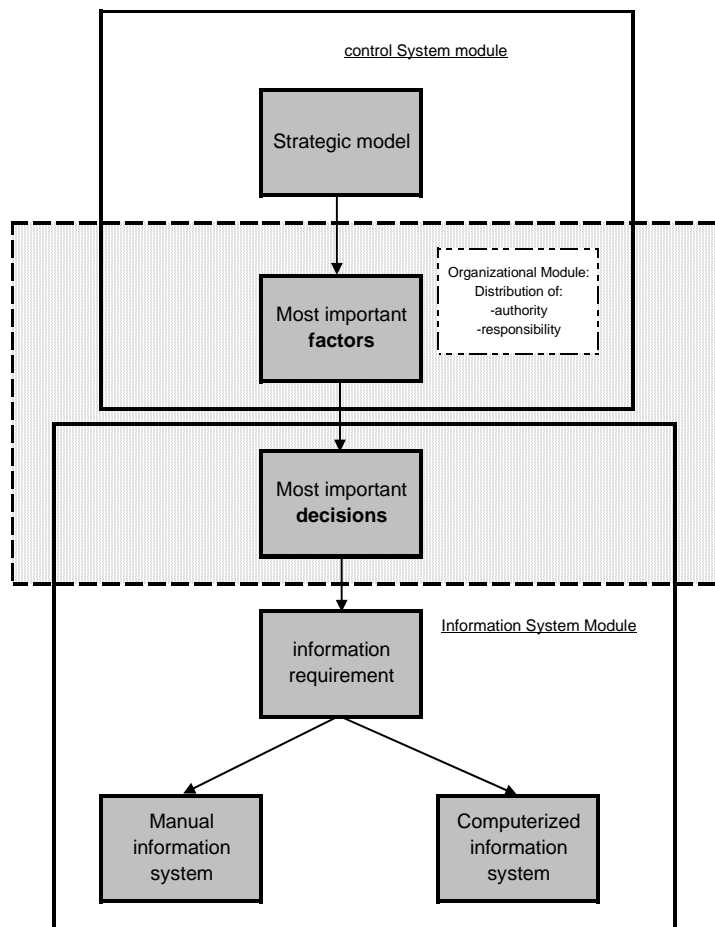 control System module
Strategic model
Organizational Module:
Distribution of:
-authority
-responsibility
Most important
factors
Most important
decisions
Information System Module
information
requirement
Manual
information
system
Computerized
information
system